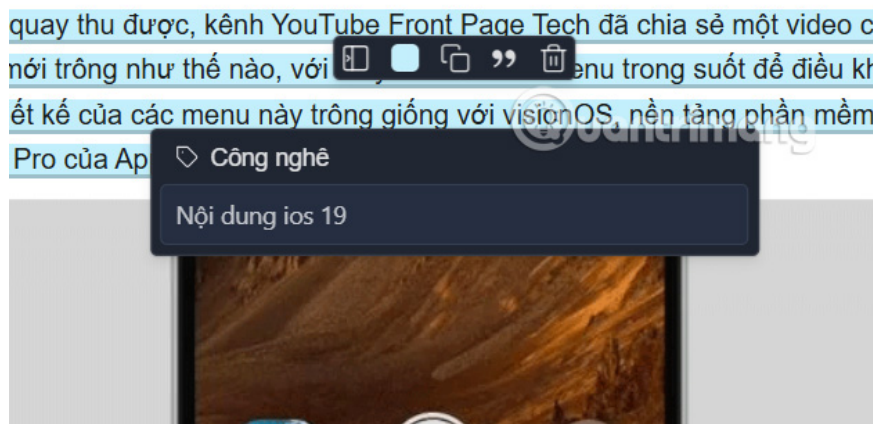 quay thu được, kênh YouTube Front Page Tech đã chia sẻ một video c
mới trông như thế nào, với enu trong suốt để điều kh
ết kế của các menu này trông giống với visionOS, nền tảng phần mềm
Pro của Ap
Công nghê
Nội dung ios 19
Quantrimang